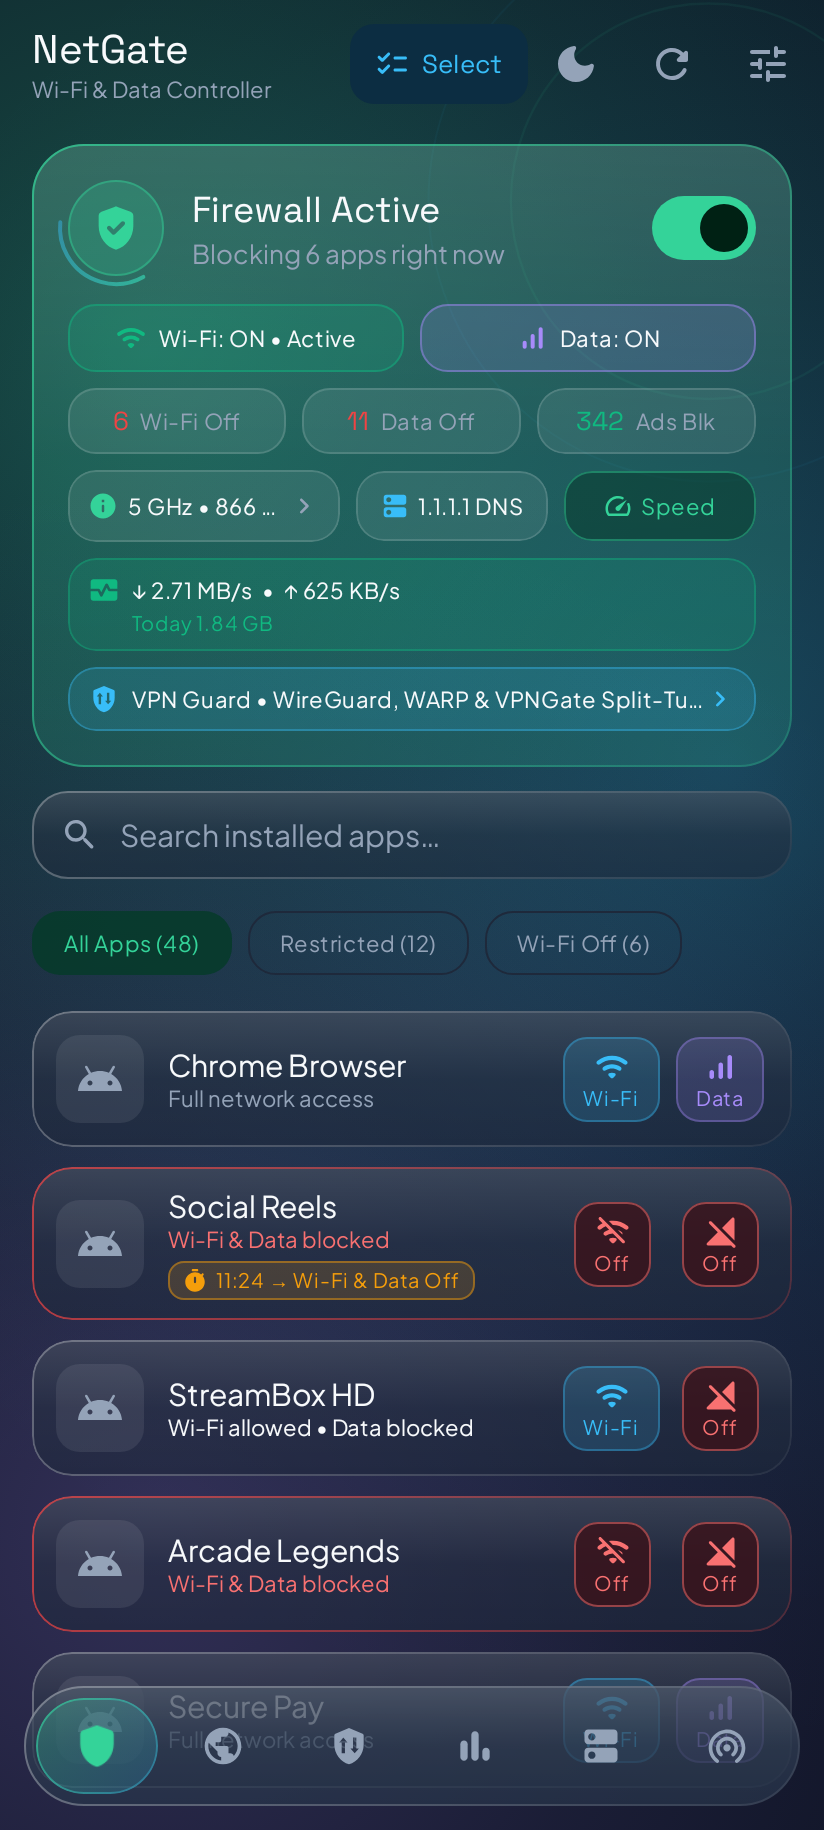 NetGate
Wi-Fi & Data Controller
Select
Firewall Active
Blocking 6 apps right now
Wi-Fi: ON • Active
Data: ON
6 Wi-Fi Off
11 Data Off
342 Ads Blk
5 GHz • 866 ...
1.1.1.1 DNS
Speed
↓ 2.71 MB/s • ↑ 625 KB/s
Today 1.84 GB
VPN Guard • WireGuard, WARP & VPNGate Split-Tu...
Search installed apps...
All Apps (48)
Restricted (12)
Wi-Fi Off (6)
Chrome Browser
Full network access
Wi-Fi
Data
Social Reels
Wi-Fi & Data blocked
11:24 → Wi-Fi & Data Off
Off
Off
StreamBox HD
Wi-Fi allowed • Data blocked
Wi-Fi
Off
Arcade Legends
Wi-Fi & Data blocked
Off
Off
Secure Pay
Full network access